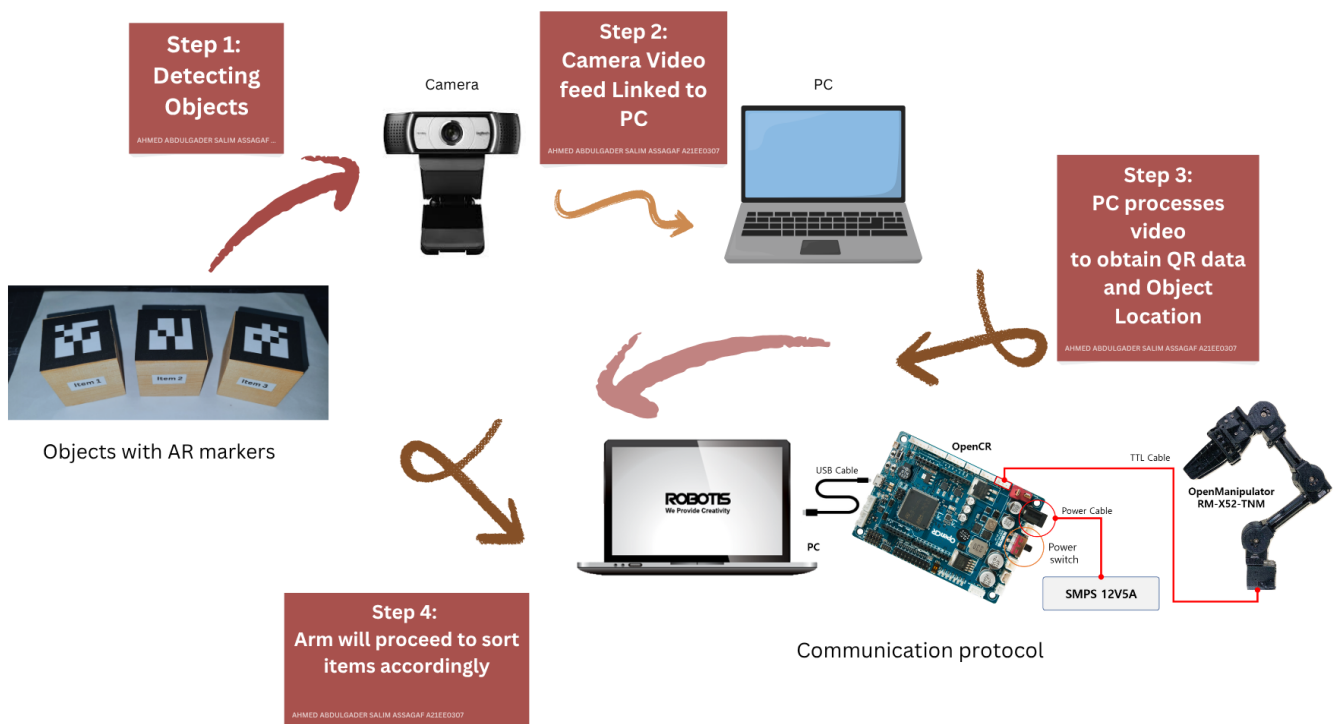 Step 1:
Detecting
Objects
AHMED ABDULGADER SALIM ASSAGAF ...
Camera
Step 2:
Camera Video
feed Linked to
PC
AHMED ABDULGADER SALIM ASSAGAF A21EE0307
PC
Step 3:
PC processes
video
to obtain QR data
and Object
Location
AHMED ABDULGADER SALIM ASSAGAF A21EE0307
Item 1
Item 2
Item 3
Objects with AR markers
ROBOTIS
We Provide Creativity
PC
USB Cable
OpenCR
OpenCR
TTL Cable
Power Cable
Power
switch
SMPS 12V5A
OpenManipulator
RM-X52-TNM
Communication protocol
Step 4:
Arm will proceed to sort
items accordingly
AHMED ABDULGADER SALIM ASSAGAF A21EE0307